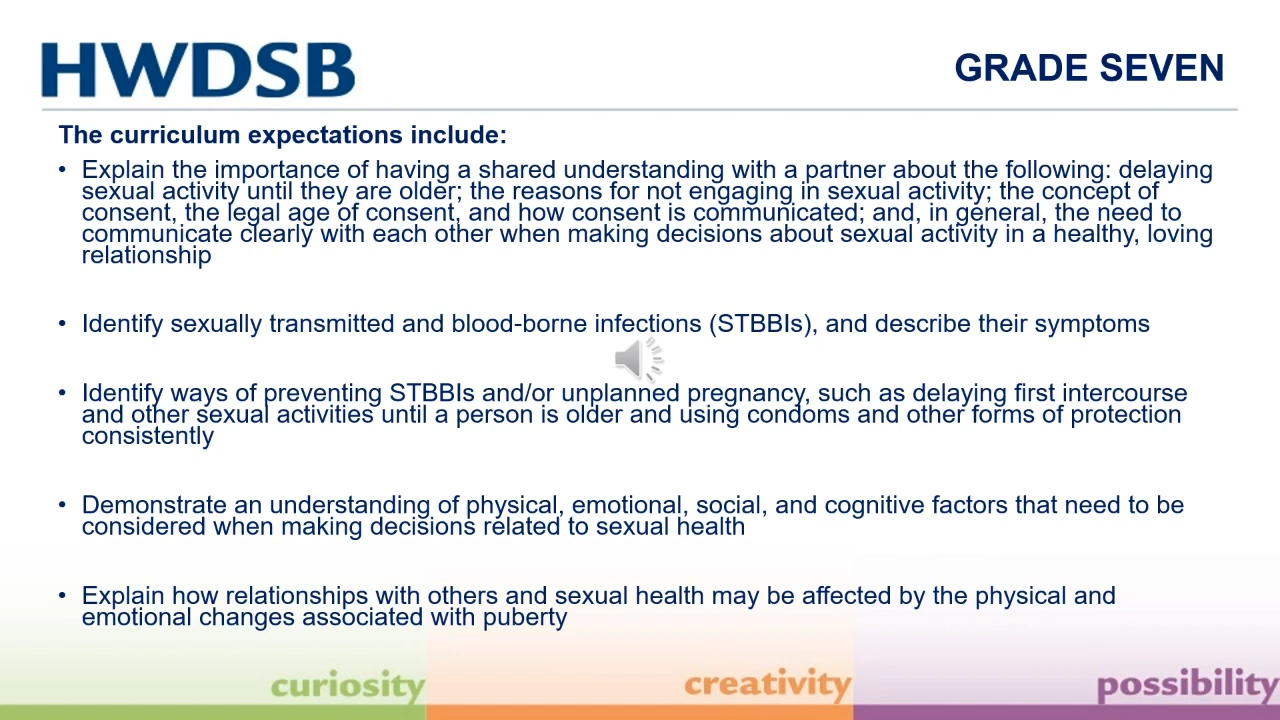 HWDSB
GRADE SEVEN
The curriculum expectations include:
• Explain the importance of having a shared understanding with a partner about the following: delaying
sexual activity until they are older; the reasons for not engaging in sexual activity; the concept of
consent, the legal age of consent, and how consent is communicated; and, in general, the need to
communicate clearly with each other when making decisions about sexual activity in a healthy, loving
relationship
• Identify sexually transmitted and blood-borne infections (STBBIs), and describe their symptoms
• Identify ways of preventing STBBIs and/or unplanned pregnancy, such as delaying first intercourse
and other sexual activities until a person is older and using condoms and other forms of protection
consistently
• Demonstrate an understanding of physical, emotional, social, and cognitive factors that need to be
considered when making decisions related to sexual health
• Explain how relationships with others and sexual health may be affected by the physical and
emotional changes associated with puberty
curiosity
creativity
possibility